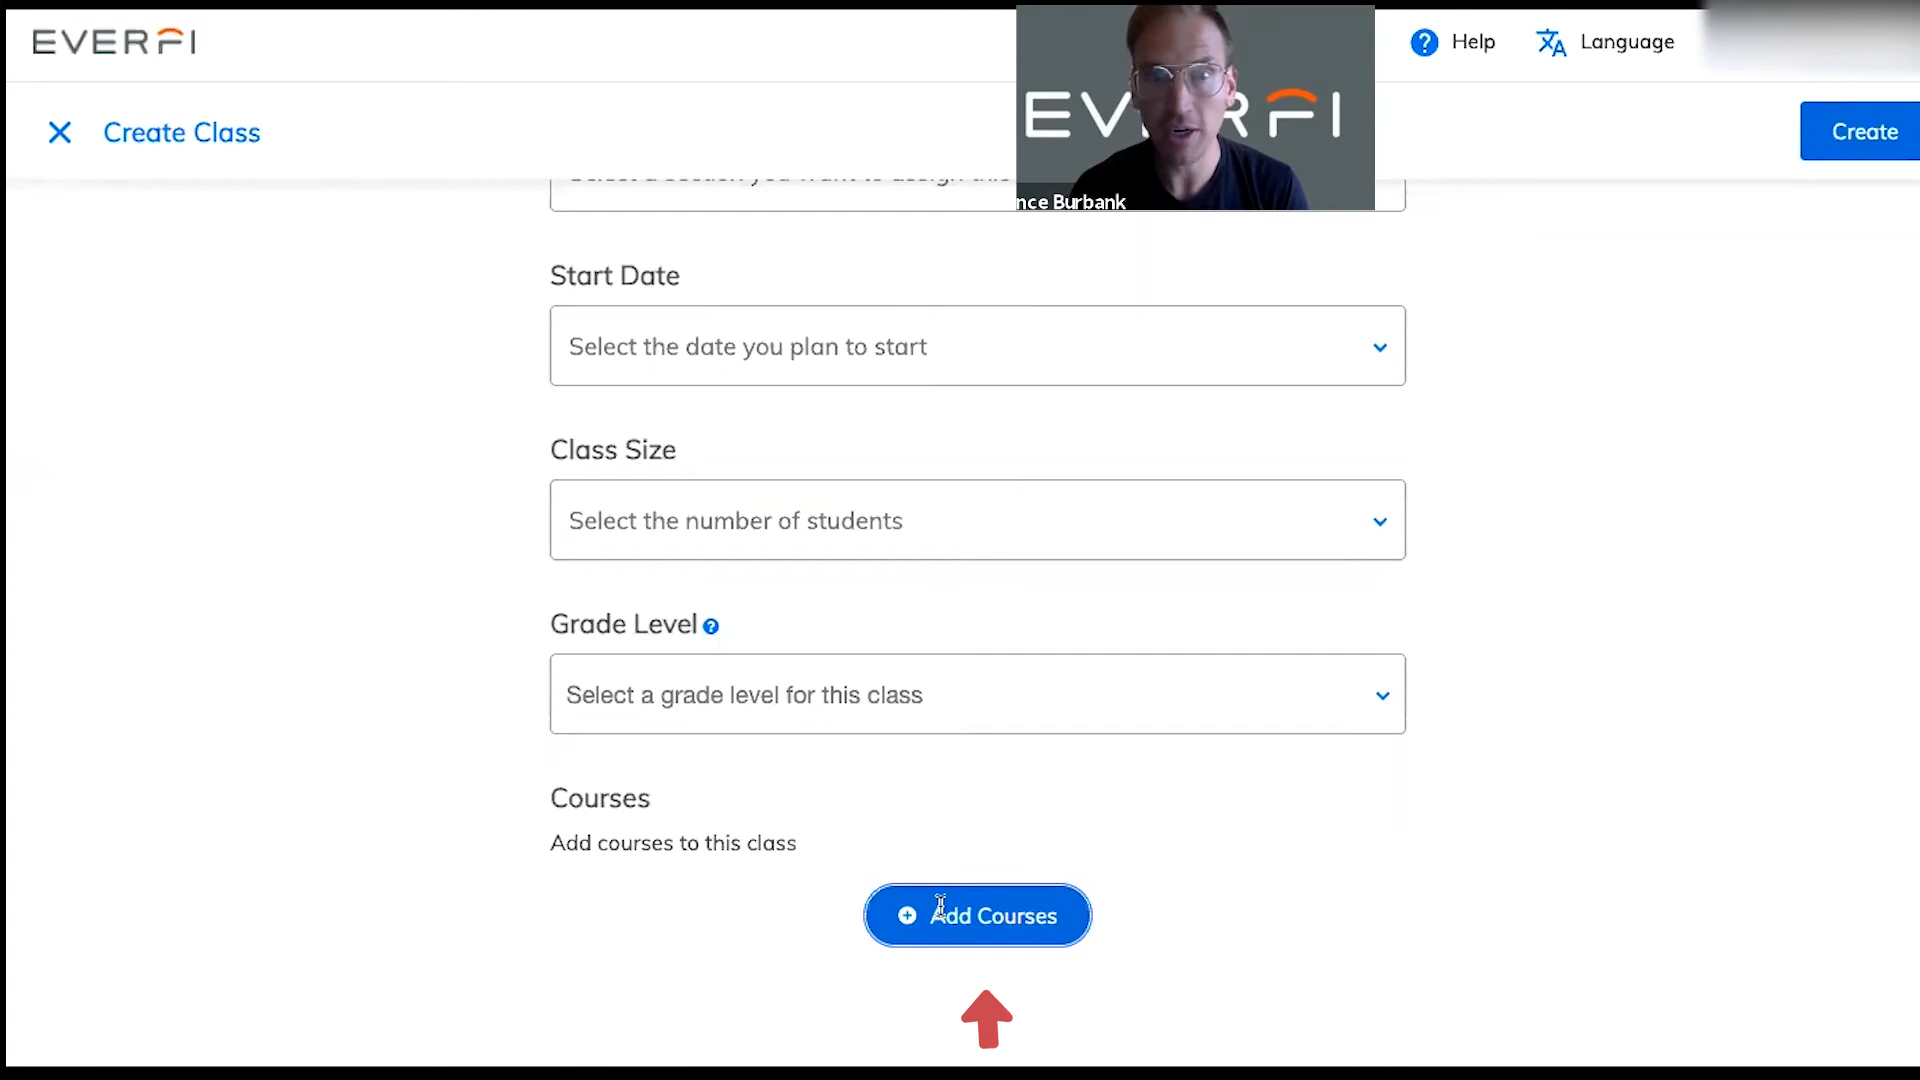 EVERFI
Help
Language
EVERFI
Create Class
Create
nce Burbank
Start Date
Select the date you plan to start
Class Size
Select the number of students
Grade Level
Select a grade level for this class
Courses
Add courses to this class
Add Courses